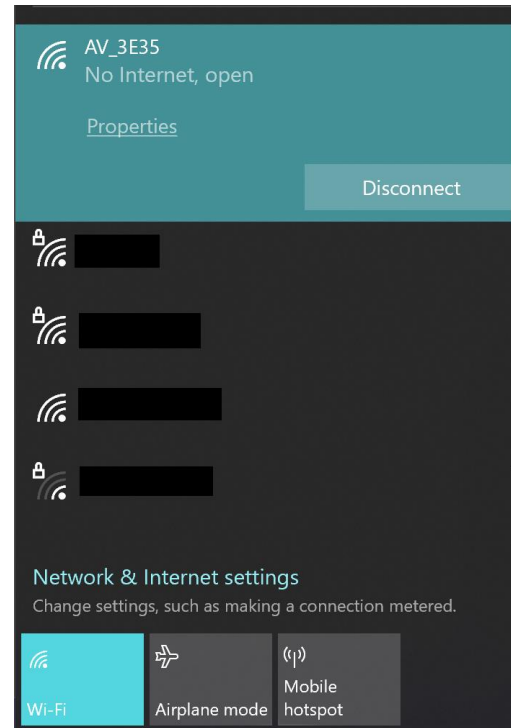 AV_3E35
No Internet, open
Properties
Disconnect
Network & Internet settings
Change settings, such as making a connection metered.
Wi-Fi
Airplane mode
Mobile
hotspot